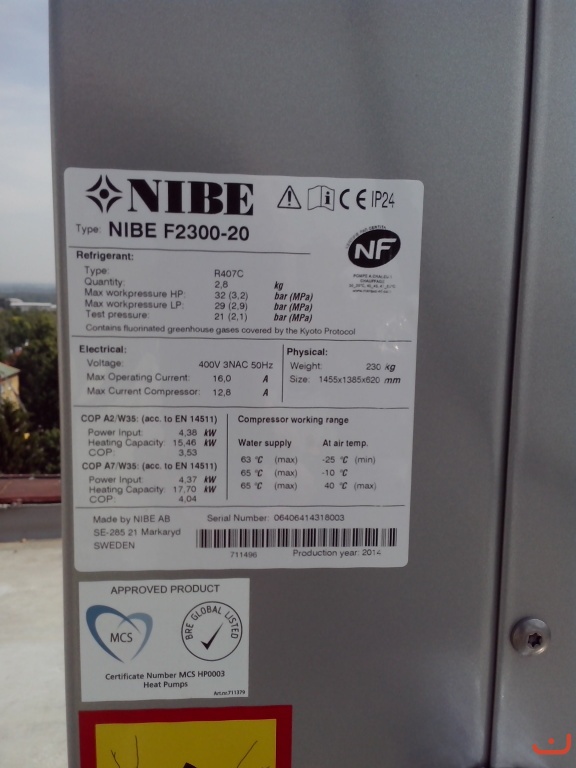 NIBE
CE IP24
Type: NIBE F2300-20
NF
Refrigerant:
Type: R407C
Quantity: 2,8 kg
Max workpressure HP: 32 (3,2) bar (MPa)
Max workpressure LP: 29 (2,9) bar (MPa)
Test pressure: 21 (2,1) bar (MPa)
Contains fluorinated greenhouse gases covered by the Kyoto Protocol
Electrical:
Voltage: 400V 3NAC 50Hz
Max Operating Current: 16,0 A
Max Current Compressor: 12,8 A
Physical:
Weight: 230 kg
Size: 1455x1385x620 mm
COP A2/W35: (acc. to EN 14511)
Power Input: 4,38 kW
Heating Capacity: 15,46 kW
COP: 3,53
COP A7/W35: (acc. to EN 14511)
Power Input: 4,37 kW
Heating Capacity: 17,70 kW
COP: 4,04
Compressor working range
Water supply At air temp.
63 °C (max) -25 °C (min)
65 °C (max) -10 °C
65 °C (max) 40 °C (max)
Made by NIBE AB
SE-285 21 Markaryd
SWEDEN
Serial Number: 06406414318003
711496 Production year: 2014
APPROVED PRODUCT
MCS
BRE GLOBAL LISTED
Certificate Number MCS HP0003
Heat Pumps
Art.nr.711379